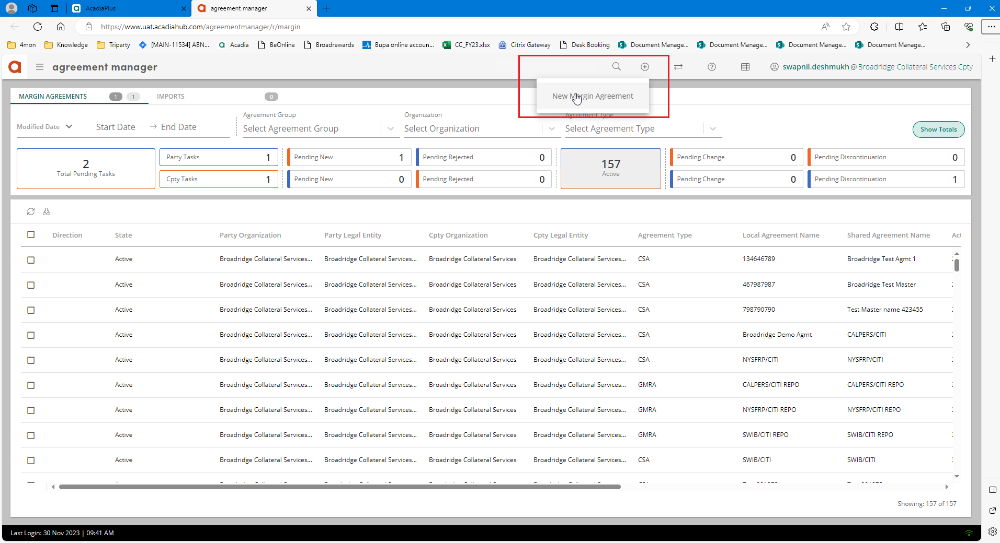 AcadiaPlus
agreement manager
https://www.uat.acadiahub.com/agreementmanager/r/margin
4mon Knowledge Triparty [MAIN-11534] ABN... Acadia BeOnline Broadrewards Bupa online accoun... CC_FY23.xlsx Citrix Gateway Desk Booking Document Manage... Document Manage... Document Manage... Document Manage...
agreement manager
swapnil.deshmukh @ Broadridge Collateral Services Cpty
New Margin Agreement
MARGIN AGREEMENTS 1 1 IMPORTS 0
Agreement Group Organization Agreement Type
Modified Date Start Date → End Date Select Agreement Group Select Organization Select Agreement Type Show Totals
2
Total Pending Tasks
Party Tasks 1
Cpty Tasks 1
Pending New 1
Pending New 0
Pending Rejected 0
Pending Rejected 0
157
Active
Pending Change 0
Pending Change 0
Pending Discontinuation 0
Pending Discontinuation 1
Direction State Party Organization Party Legal Entity Cpty Organization Cpty Legal Entity Agreement Type Local Agreement Name Shared Agreement Name
Active Broadridge Collateral Services... Broadridge Collateral Services... Broadridge Collateral Services Broadridge Collateral Services... CSA 134646789 Broadridge Test Agmt 1
Active Broadridge Collateral Services... Broadridge Collateral Services... Broadridge Collateral Services Broadridge Collateral Services... CSA 467987987 Broadridge Test Master
Active Broadridge Collateral Services... Broadridge Collateral Services... Broadridge Collateral Services Broadridge Collateral Services... CSA 798790790 Test Master name 423455
Active Broadridge Collateral Services... Broadridge Collateral Services... Broadridge Collateral Services Broadridge Collateral Services... CSA Broadridge Demo Agmt CALPERS/CITI
Active Broadridge Collateral Services... Broadridge Collateral Services... Broadridge Collateral Services Broadridge Collateral Services... CSA NYSFRP/CITI NYSFRP/CITI
Active Broadridge Collateral Services... Broadridge Collateral Services... Broadridge Collateral Services Broadridge Collateral Services... GMRA CALPERS/CITI REPO CALPERS/CITI REPO
Active Broadridge Collateral Services... Broadridge Collateral Services... Broadridge Collateral Services Broadridge Collateral Services... GMRA NYSFRP/CITI REPO NYSFRP/CITI REPO
Active Broadridge Collateral Services... Broadridge Collateral Services... Broadridge Collateral Services Broadridge Collateral Services... GMRA SWIB/CITI REPO SWIB/CITI REPO
Active Broadridge Collateral Services... Broadridge Collateral Services... Broadridge Collateral Services Broadridge Collateral Services... CSA SWIB/CITI SWIB/CITI
Showing: 157 of 157
Last Login: 30 Nov 2023 | 09:41 AM